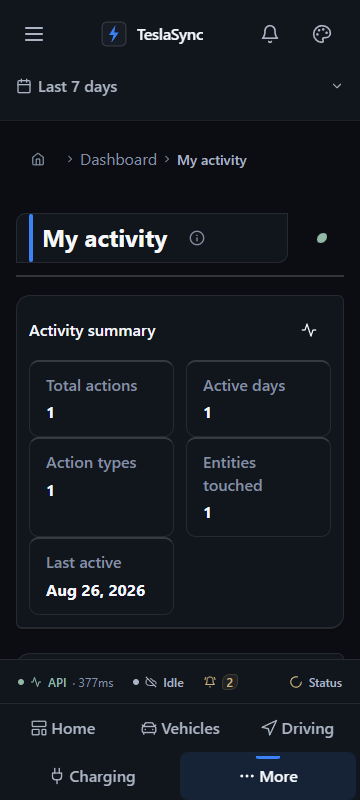 TeslaSync
Last 7 days
Dashboard
My activity
My activity
Activity summary
Total actions
1
Active days
1
Action types
1
Entities
touched
1
Last active
Aug 26, 2026
API · 377ms
Idle
2
Status
Home
Vehicles
Driving
Charging
More